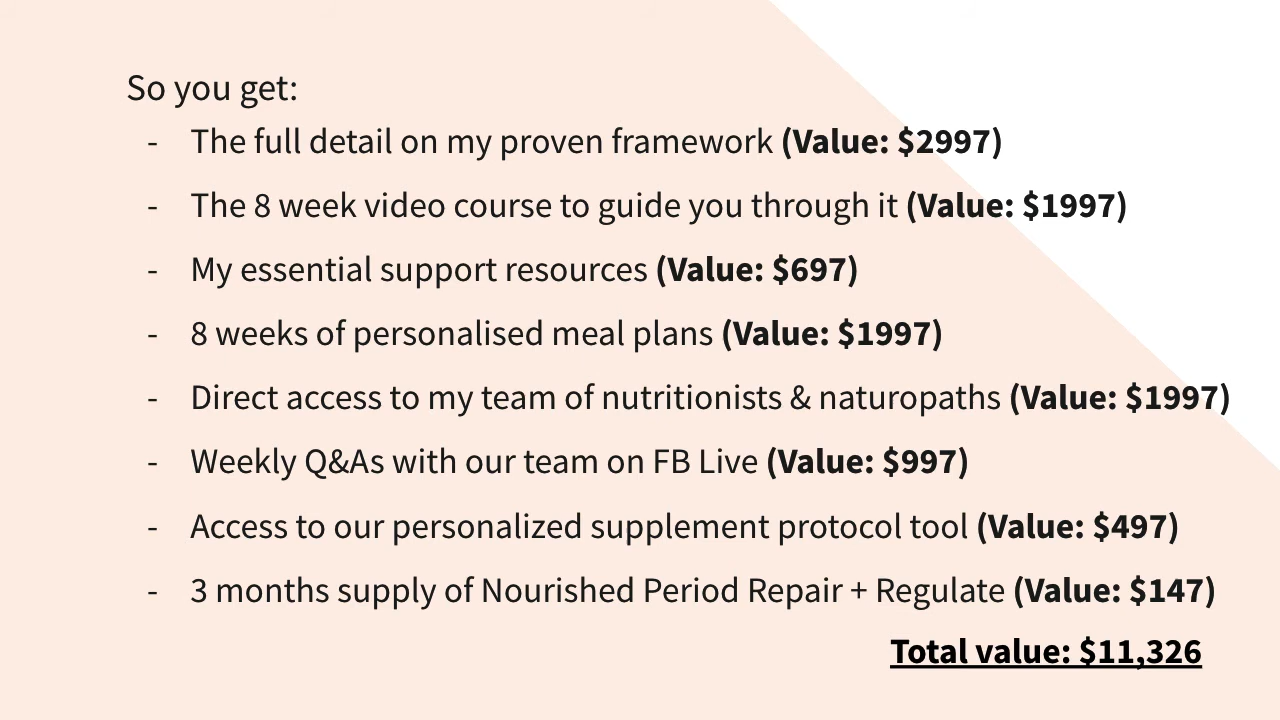 So you get:
- The full detail on my proven framework (Value: $2997)
- The 8 week video course to guide you through it (Value: $1997)
- My essential support resources (Value: $697)
- 8 weeks of personalised meal plans (Value: $1997)
- Direct access to my team of nutritionists & naturopaths (Value: $1997)
- Weekly Q&As with our team on FB Live (Value: $997)
- Access to our personalized supplement protocol tool (Value: $497)
- 3 months supply of Nourished Period Repair + Regulate (Value: $147)
Total value: $11,326